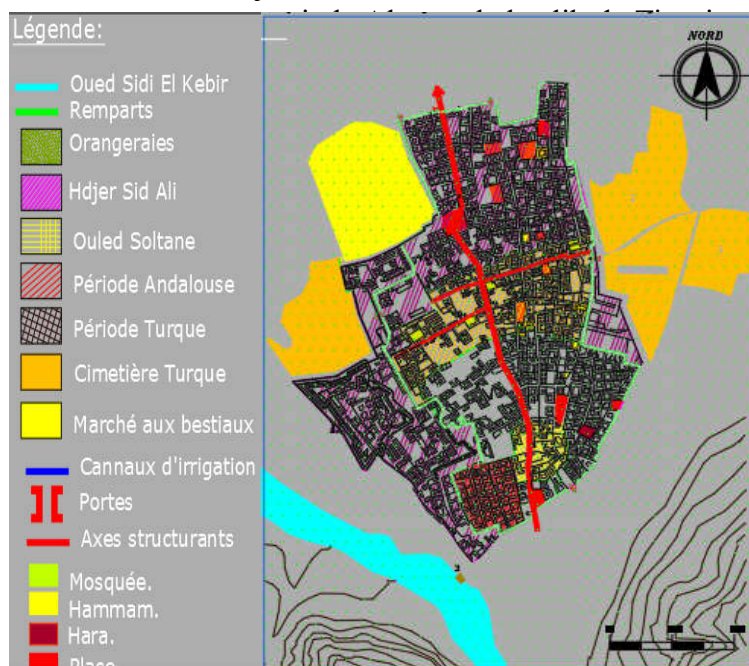 Légende:
NORD
Oued Sidi El Kebir
Remparts
Orangeraies
Hdjer Sid Ali
Ouled Soltane
Période Andalouse
Période Turque
Cimetière Turque
Marché aux bestiaux
Cannaux d'irrigation
Portes
Axes structurants
Mosquée.
Hammam.
Hara.
Place